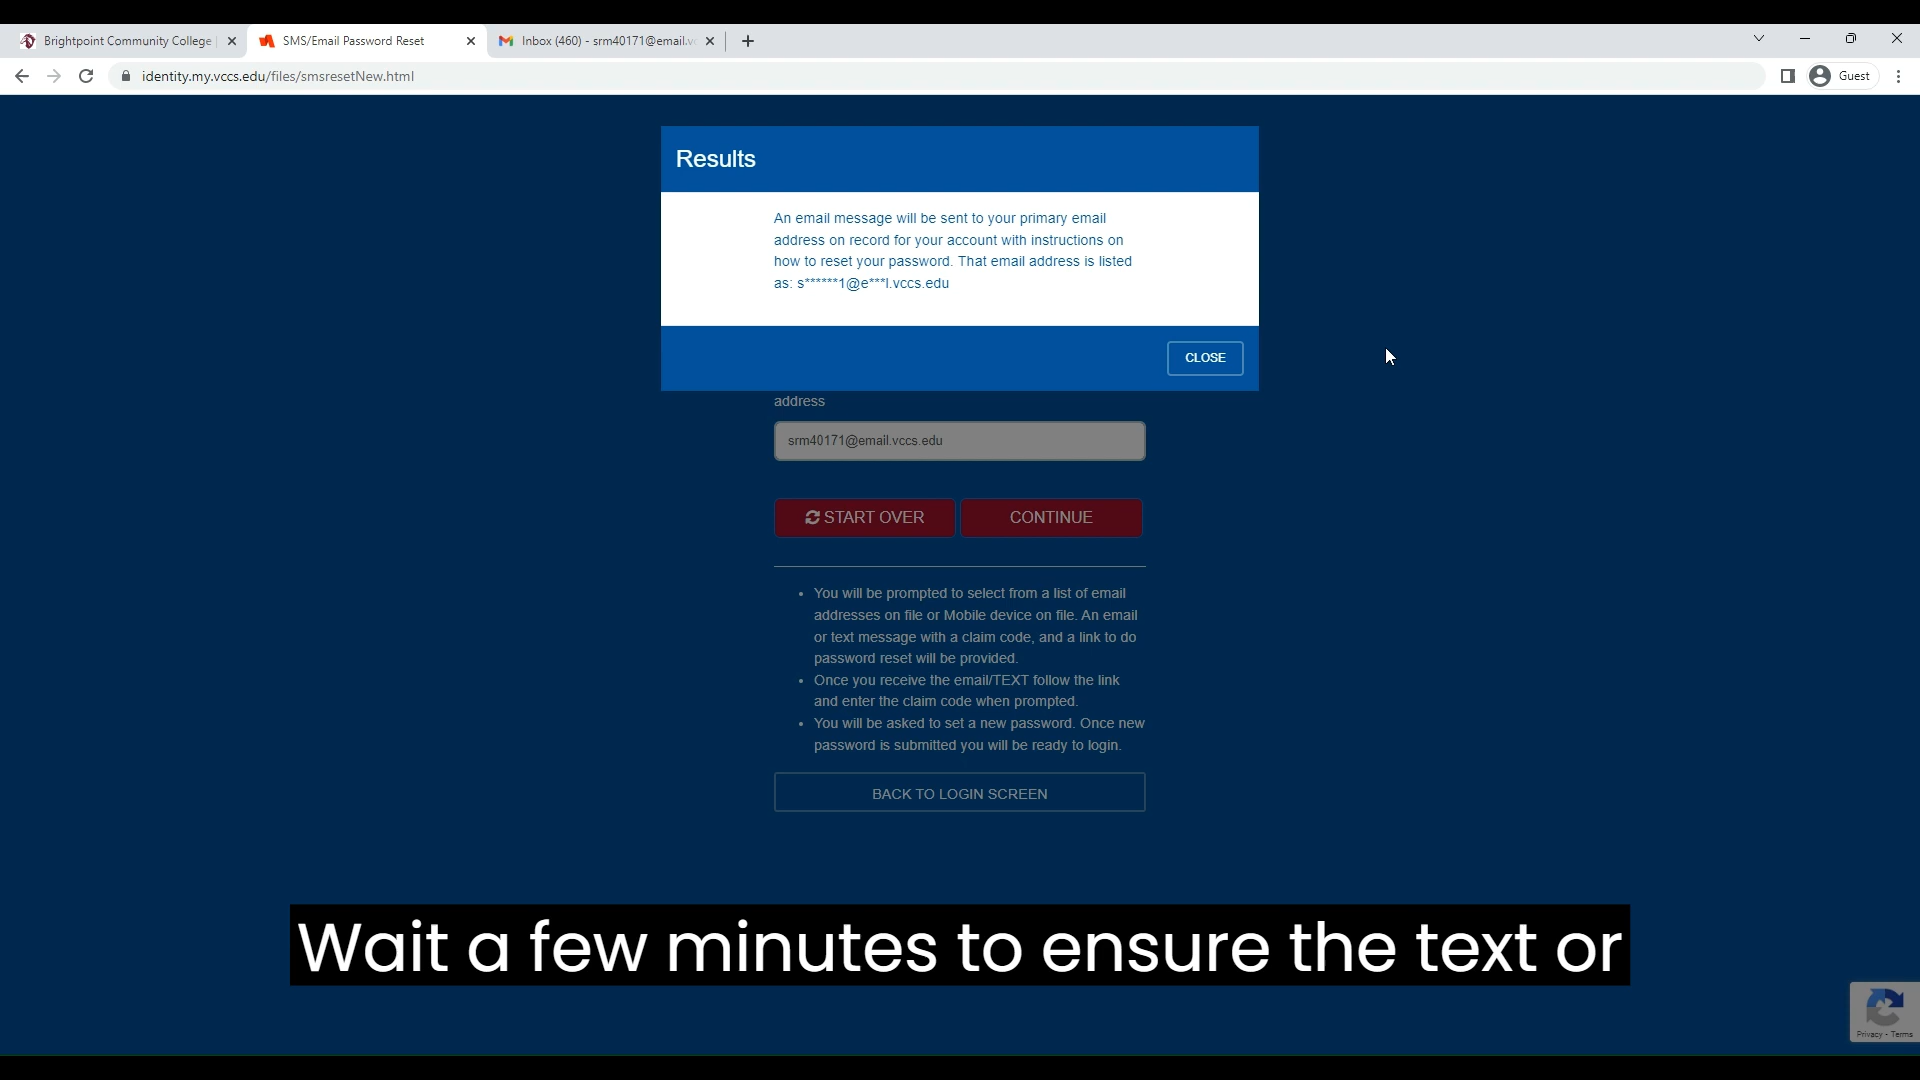 Brightpoint Community College
SMS/Email Password Reset
Inbox (460) - srm40171@email.v
identity.my.vccs.edu/files/smsresetNew.html
Guest
Results
An email message will be sent to your primary email
address on record for your account with instructions on
how to reset your password. That email address is listed
as: s******1@e***l.vccs.edu
CLOSE
address
srm40171@email.vccs.edu
START OVER
CONTINUE
• You will be prompted to select from a list of email
addresses on file or Mobile device on file. An email
or text message with a claim code, and a link to do
password reset will be provided.
• Once you receive the email/TEXT follow the link
and enter the claim code when prompted.
• You will be asked to set a new password. Once new
password is submitted you will be ready to login.
BACK TO LOGIN SCREEN
Wait a few minutes to ensure the text or
Privacy - Terms